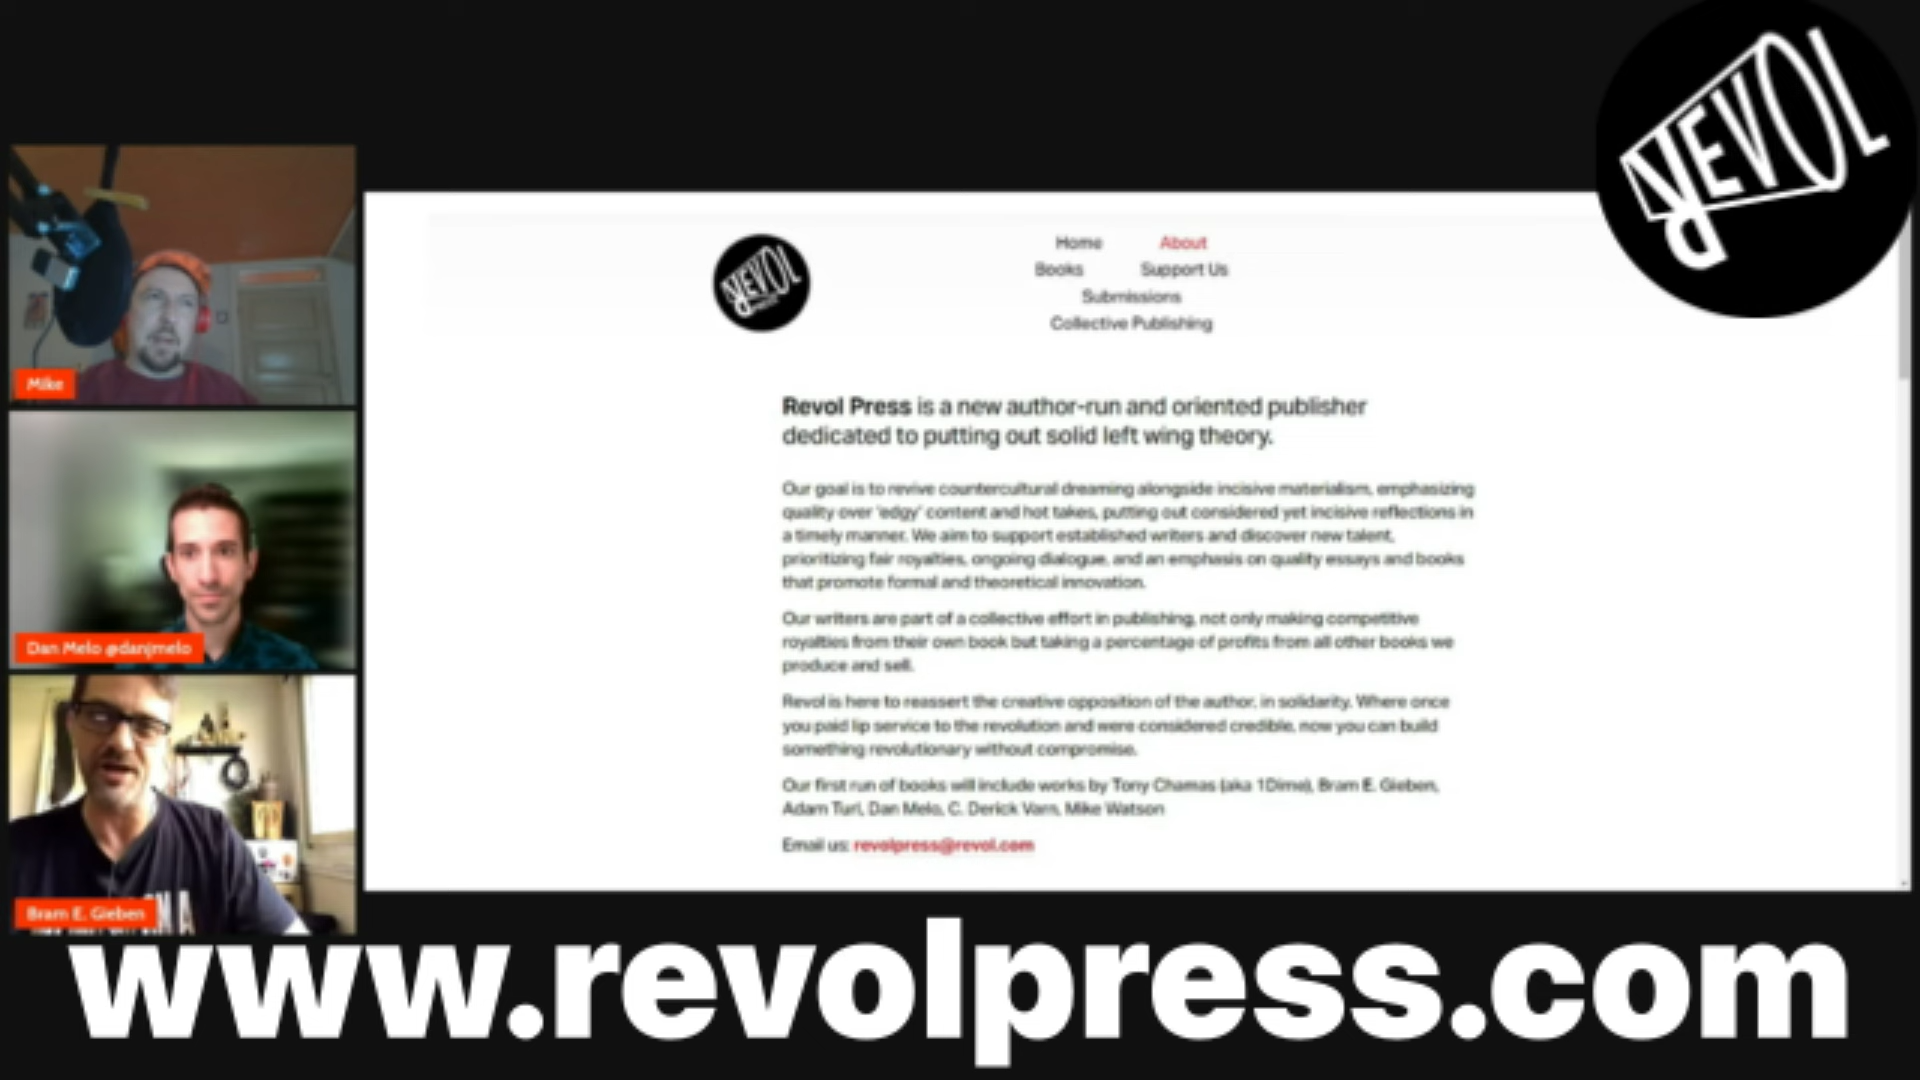 REVOL
Mike
Dan Melo @danjmelo
Bram E. Gieben
REVOL
PRESS
Home
About
Books
Support Us
Submissions
Collective Publishing
Revol Press is a new author-run and oriented publisher
dedicated to putting out solid left wing theory.
Our goal is to revive countercultural dreaming alongside incisive materialism, emphasizing
quality over 'edgy' content and hot takes, putting out considered yet incisive reflections in
a timely manner. We aim to support established writers and discover new talent,
prioritizing fair royalties, ongoing dialogue, and an emphasis on quality essays and books
that promote formal and theoretical innovation.
Our writers are part of a collective effort in publishing, not only making competitive
royalties from their own book but taking a percentage of profits from all other books we
produce and sell.
Revol is here to reassert the creative opposition of the author, in solidarity. Where once
you paid lip service to the revolution and were considered credible, now you can build
something revolutionary without compromise.
Our first run of books will include works by Tony Chamas (aka 1Dime), Bram E. Gieben,
Adam Turl, Dan Melo, C. Derick Varn, Mike Watson
Email us: revolpress@revol.com
www.revolpress.com